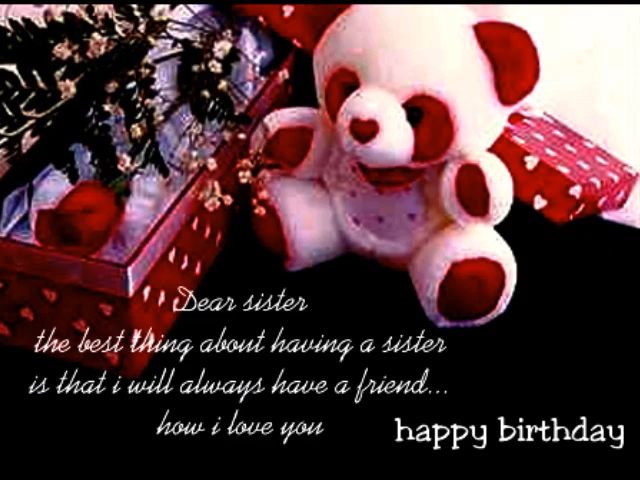 Dear sister
the best thing about having a sister
is that i will always have a friend...
how i love you
happy birthday